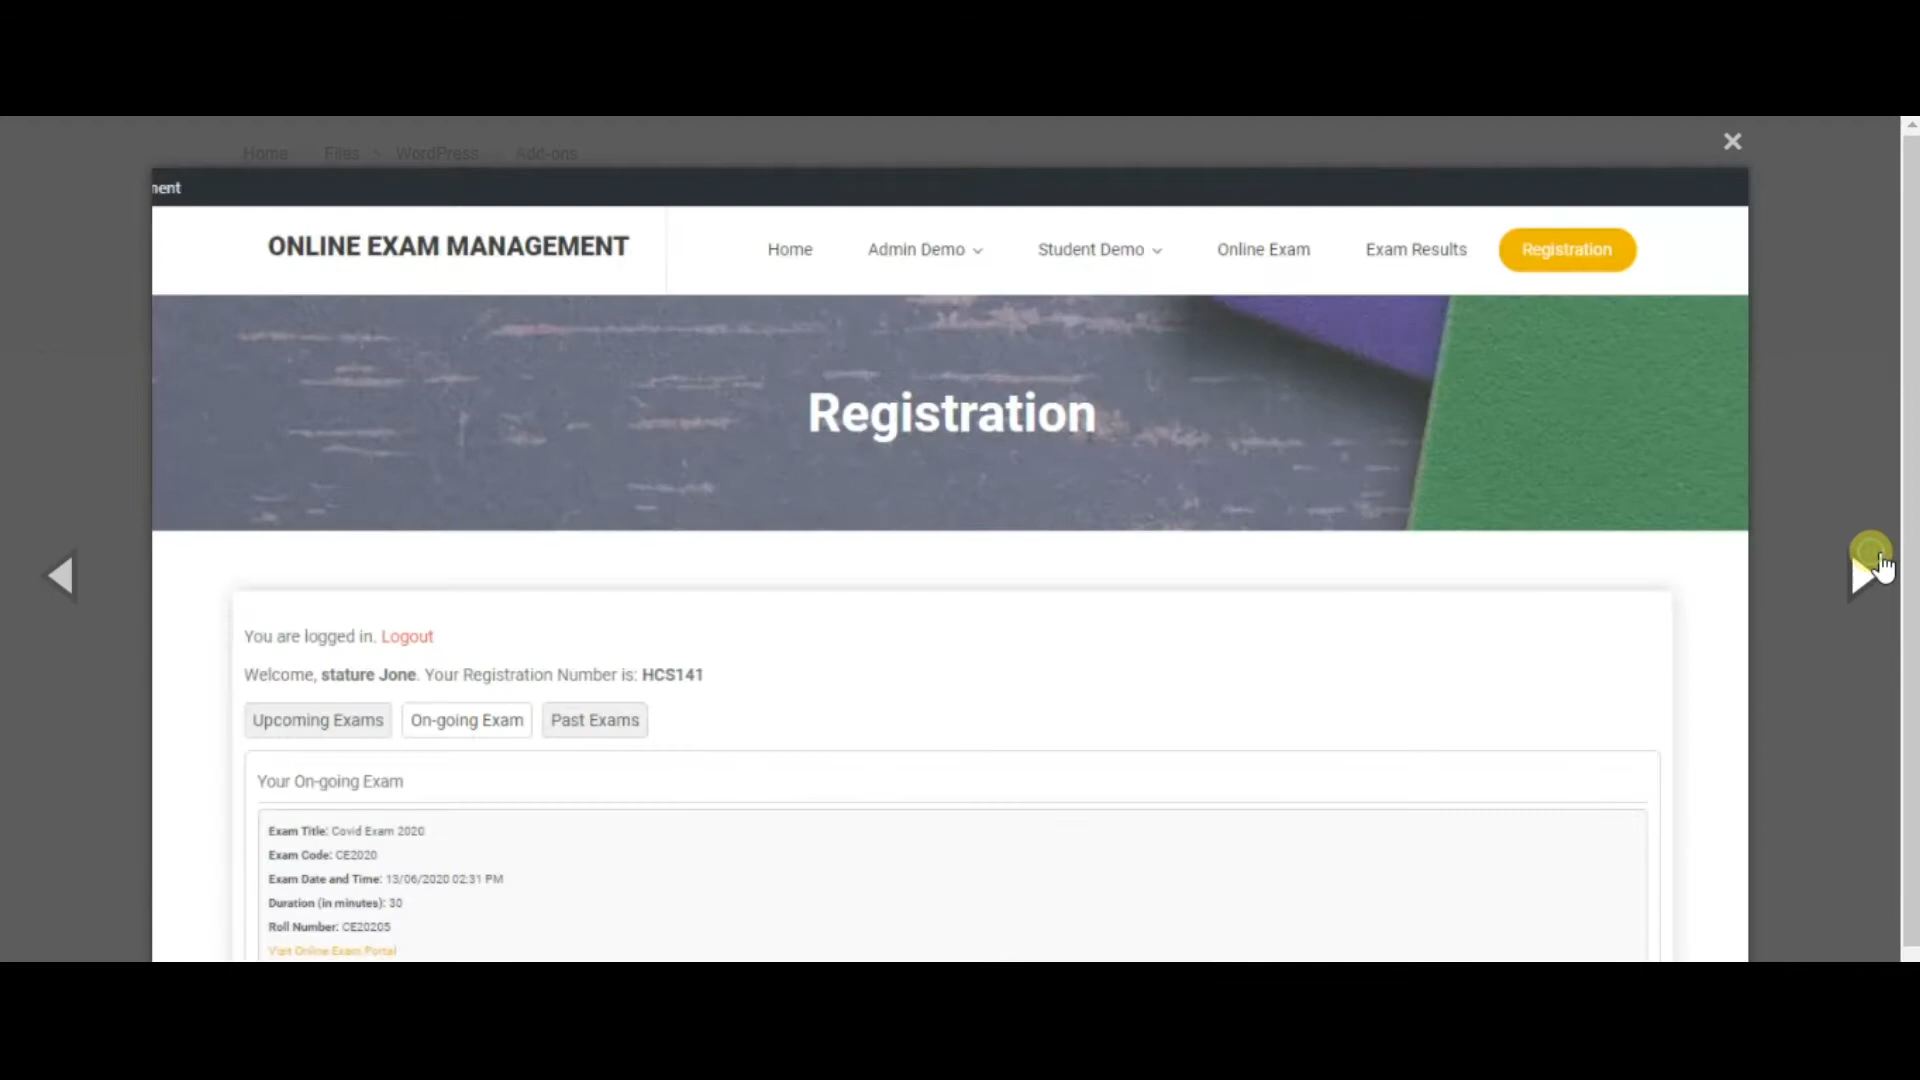 Home Files > WordPress Add-ons
ment
ONLINE EXAM MANAGEMENT
Home Admin Demo Student Demo Online Exam Exam Results Registration
Registration
You are logged in. Logout
Welcome, stature Jone. Your Registration Number is: HCS141
Upcoming Exams On-going Exam Past Exams
Your On-going Exam
Exam Title: Covid Exam 2020
Exam Code: CE2020
Exam Date and Time: 13/06/2020 02:31 PM
Duration (in minutes): 30
Roll Number: CE20205
Visit Online Exam Portal